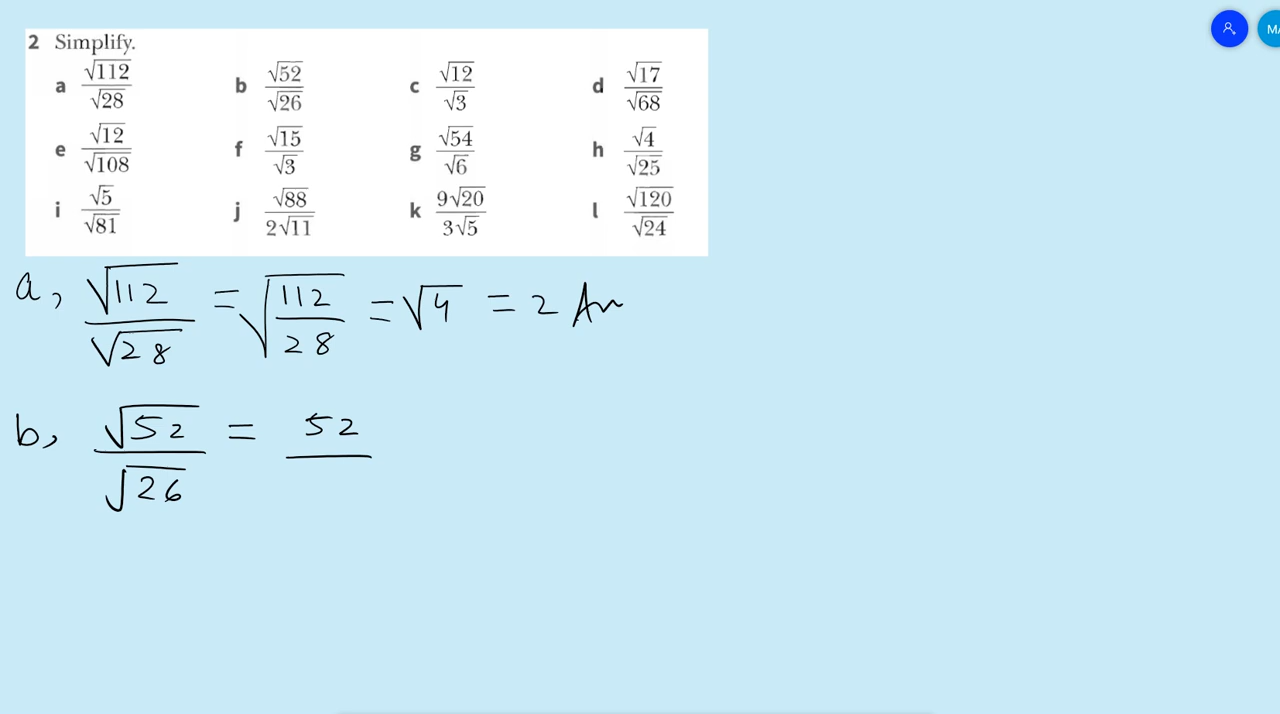 2 Simplify.
a √112/√28 b √52/√26 c √12/√3 d √17/√68
e √12/√108 f √15/√3 g √54/√6 h √4/√25
i √5/√81 j √88/2√11 k 9√20/3√5 l √120/√24
a, √112/√28 = √(112/28) = √4 = 2 An
b, √52/√26 = 52
MA